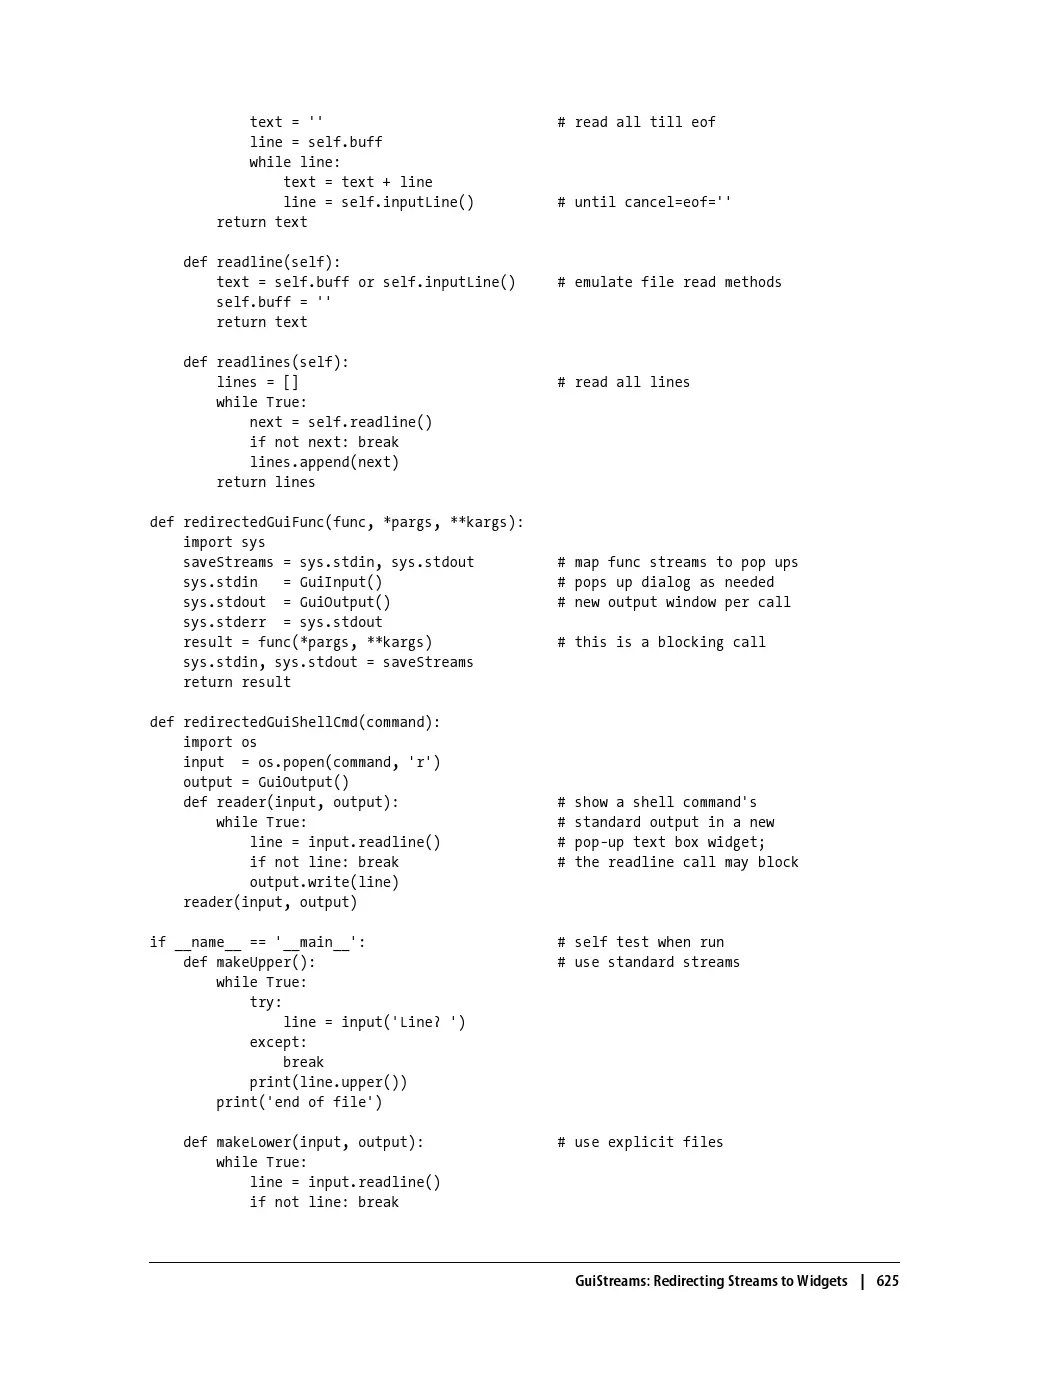 text = ''                            # read all till eof
            line = self.buff
            while line:
                text = text + line
                line = self.inputLine()          # until cancel=eof=''
        return text

    def readline(self):
        text = self.buff or self.inputLine()     # emulate file read methods
        self.buff = ''
        return text

    def readlines(self):
        lines = []                               # read all lines
        while True:
            next = self.readline()
            if not next: break
            lines.append(next)
        return lines

def redirectedGuiFunc(func, *pargs, **kargs):
    import sys
    saveStreams = sys.stdin, sys.stdout          # map func streams to pop ups
    sys.stdin   = GuiInput()                     # pops up dialog as needed
    sys.stdout  = GuiOutput()                    # new output window per call
    sys.stderr  = sys.stdout
    result = func(*pargs, **kargs)               # this is a blocking call
    sys.stdin, sys.stdout = saveStreams
    return result

def redirectedGuiShellCmd(command):
    import os
    input  = os.popen(command, 'r')
    output = GuiOutput()
    def reader(input, output):                   # show a shell command's
        while True:                              # standard output in a new
            line = input.readline()              # pop-up text box widget;
            if not line: break                   # the readline call may block
            output.write(line)
    reader(input, output)

if __name__ == '__main__':                       # self test when run
    def makeUpper():                             # use standard streams
        while True:
            try:
                line = input('Line? ')
            except:
                break
            print(line.upper())
        print('end of file')

    def makeLower(input, output):                # use explicit files
        while True:
            line = input.readline()
            if not line: break

GuiStreams: Redirecting Streams to Widgets | 625